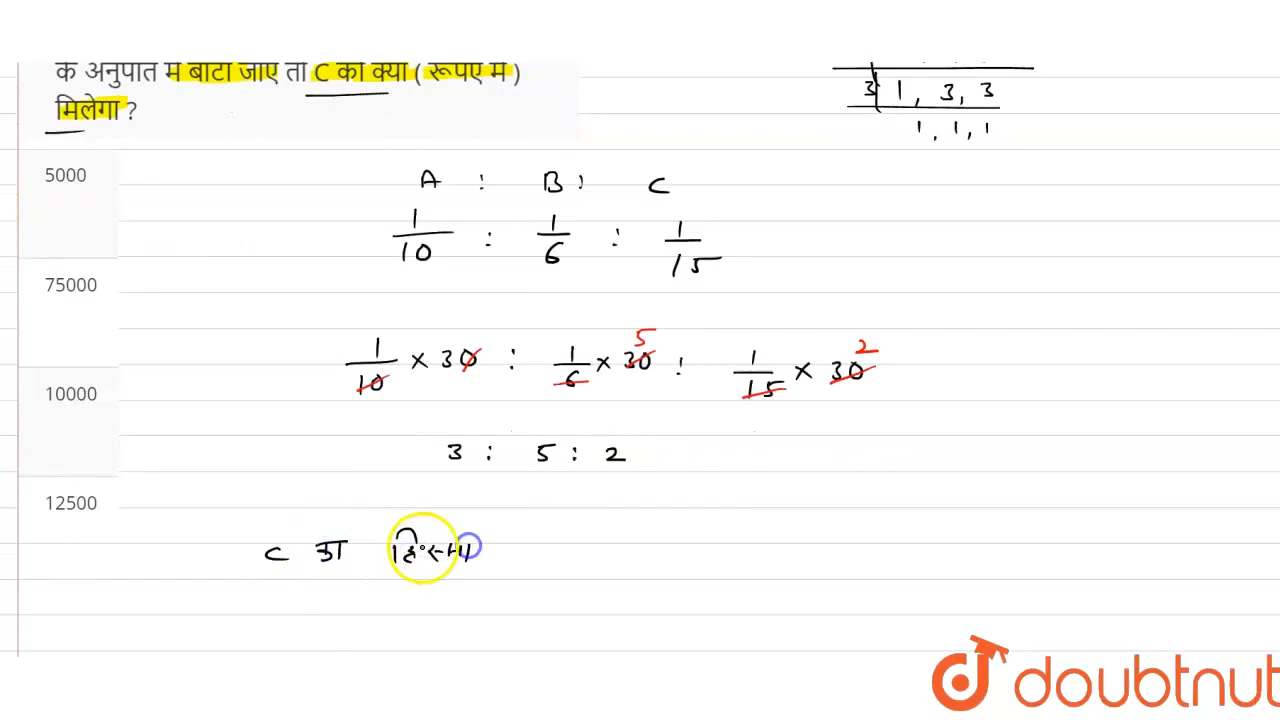 के अनुपात में बाँटा जाए तो C को क्या ( रूपए में )
मिलेगा ?
3 1, 3, 3
1, 1, 1
5000
75000
10000
12500
A : B : C
1/10 : 1/6 : 1/15
1/10 × 30 : 1/6 × 30 5 : 1/15 × 30 2
3 : 5 : 2
C का हिस्सा
doubtnut